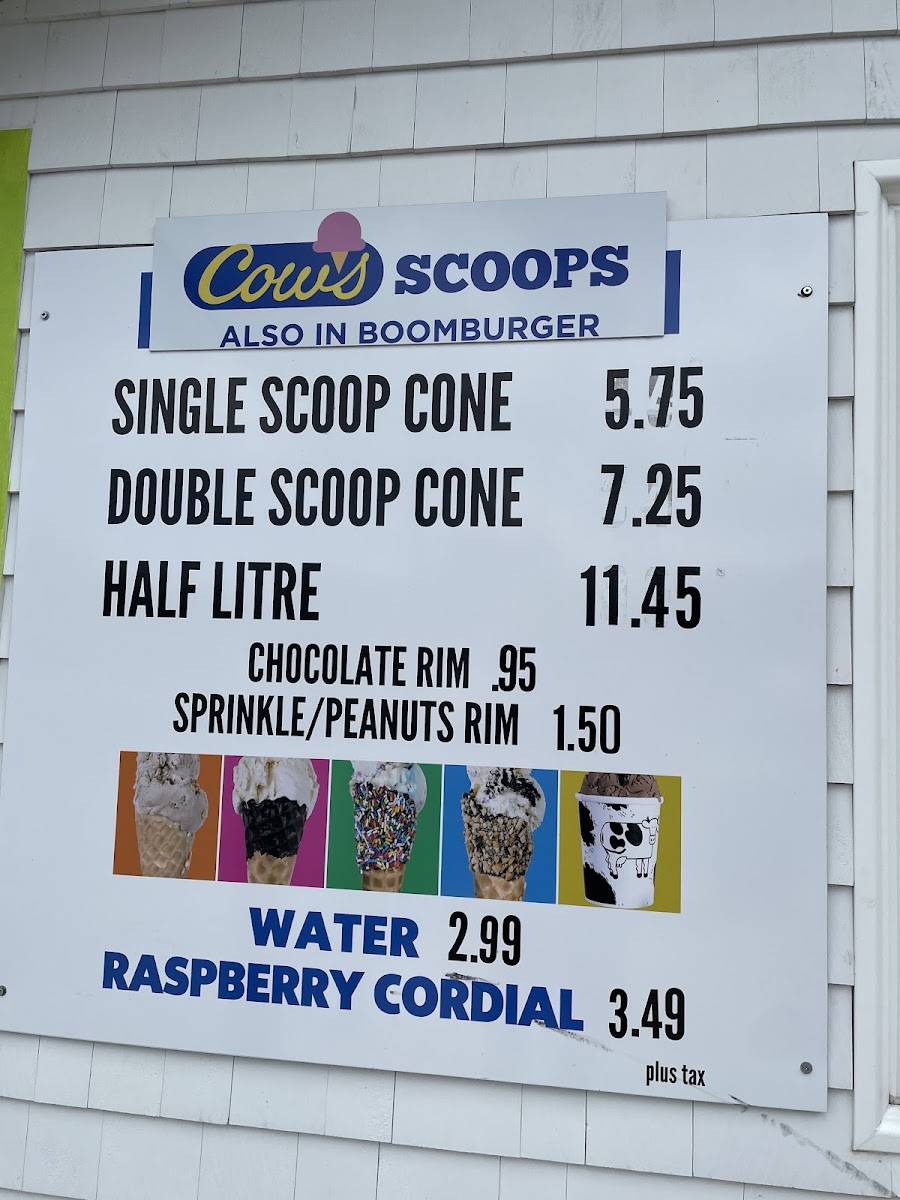 Cows SCOOPS
ALSO IN BOOMBURGER
SINGLE SCOOP CONE 5.75
DOUBLE SCOOP CONE 7.25
HALF LITRE 11.45
CHOCOLATE RIM .95
SPRINKLE/PEANUTS RIM 1.50
WATER 2.99
RASPBERRY CORDIAL 3.49
plus tax